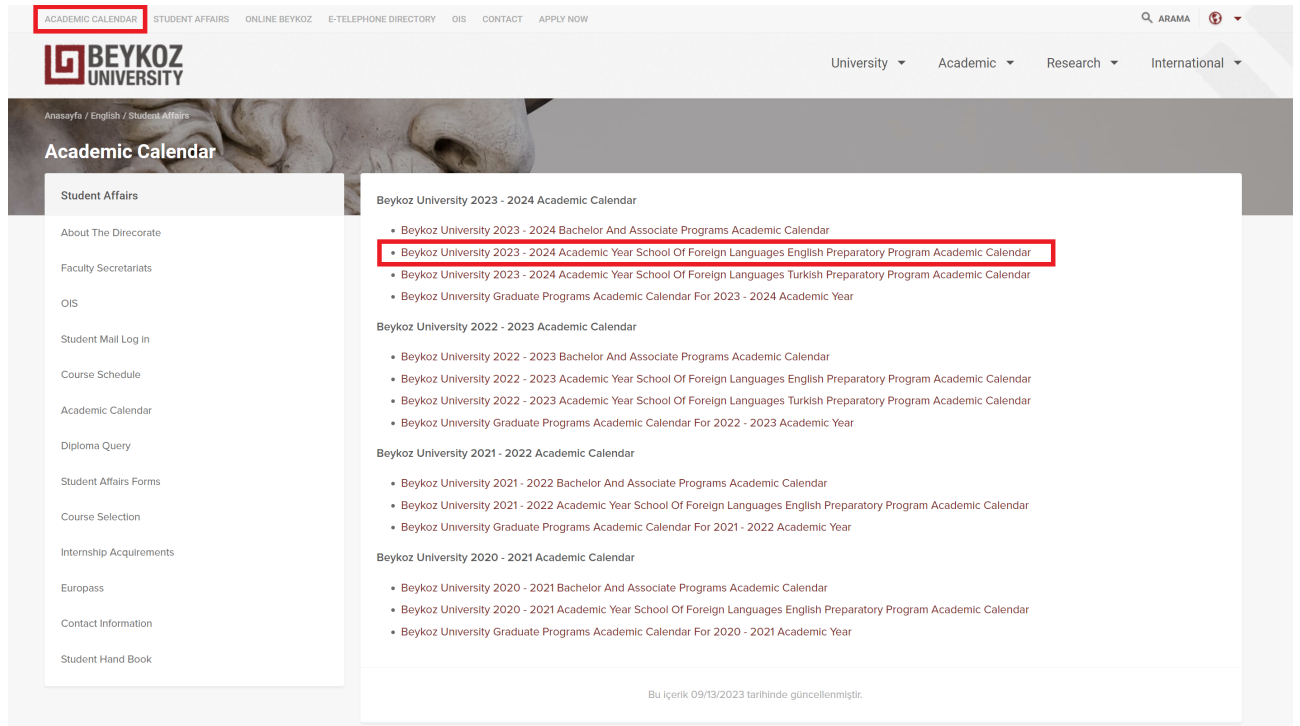 ACADEMIC CALENDAR STUDENT AFFAIRS ONLINE BEYKOZ E-TELEPHONE DIRECTORY OIS CONTACT APPLY NOW ARAMA
BEYKOZ
UNIVERSITY
University Academic Research International
Anasayfa / English / Student Affairs
Academic Calendar
Student Affairs
About The Direcorate
Faculty Secretariats
OIS
Student Mail Log in
Course Schedule
Academic Calendar
Diploma Query
Student Affairs Forms
Course Selection
Internship Acquirements
Europass
Contact Information
Student Hand Book
Beykoz University 2023 - 2024 Academic Calendar
• Beykoz University 2023 - 2024 Bachelor And Associate Programs Academic Calendar
• Beykoz University 2023 - 2024 Academic Year School Of Foreign Languages English Preparatory Program Academic Calendar
• Beykoz University 2023 - 2024 Academic Year School Of Foreign Languages Turkish Preparatory Program Academic Calendar
• Beykoz University Graduate Programs Academic Calendar For 2023 - 2024 Academic Year
Beykoz University 2022 - 2023 Academic Calendar
• Beykoz University 2022 - 2023 Bachelor And Associate Programs Academic Calendar
• Beykoz University 2022 - 2023 Academic Year School Of Foreign Languages English Preparatory Program Academic Calendar
• Beykoz University 2022 - 2023 Academic Year School Of Foreign Languages Turkish Preparatory Program Academic Calendar
• Beykoz University Graduate Programs Academic Calendar For 2022 - 2023 Academic Year
Beykoz University 2021 - 2022 Academic Calendar
• Beykoz University 2021 - 2022 Bachelor And Associate Programs Academic Calendar
• Beykoz University 2021 - 2022 Academic Year School Of Foreign Languages English Preparatory Program Academic Calendar
• Beykoz University Graduate Programs Academic Calendar For 2021 - 2022 Academic Year
Beykoz University 2020 - 2021 Academic Calendar
• Beykoz University 2020 - 2021 Bachelor And Associate Programs Academic Calendar
• Beykoz University 2020 - 2021 Academic Year School Of Foreign Languages English Preparatory Program Academic Calendar
• Beykoz University Graduate Programs Academic Calendar For 2020 - 2021 Academic Year
Bu içerik 09/13/2023 tarihinde güncellenmiştir.